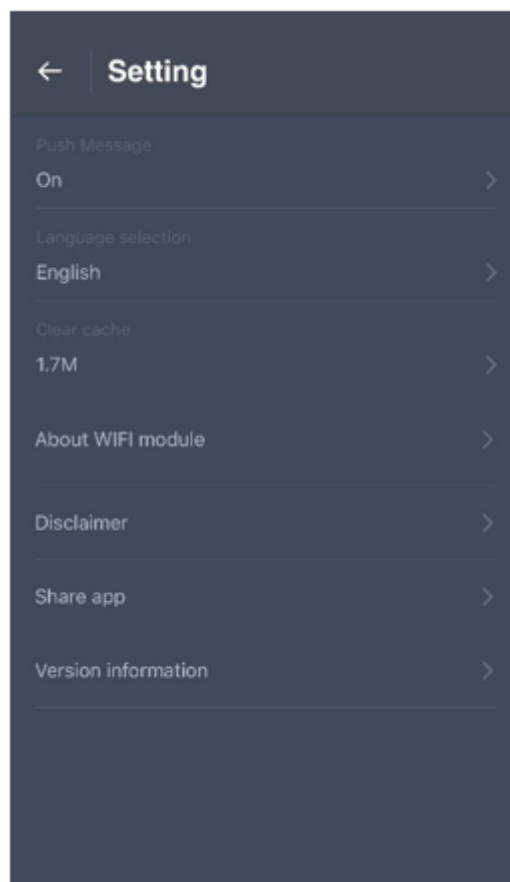 Setting
Push Message
On
Language selection
English
Clear cache
1.7M
About WIFI module
Disclaimer
Share app
Version information